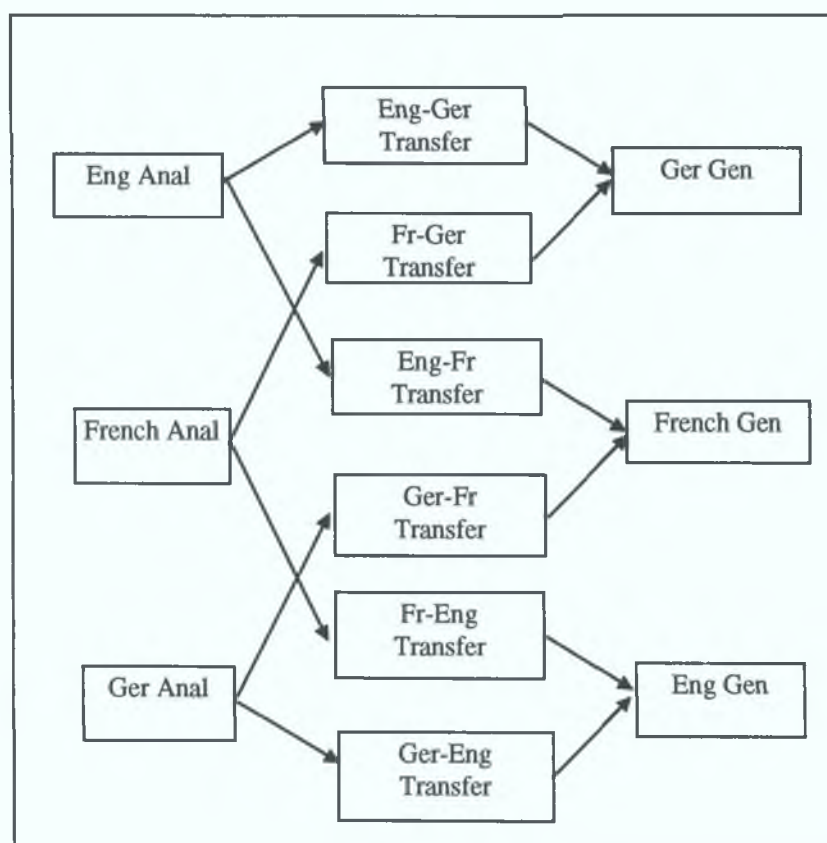 Eng-Ger
Transfer
Eng Anal
Ger Gen
Fr-Ger
Transfer
Eng-Fr
Transfer
French Anal
French Gen
Ger-Fr
Transfer
Fr-Eng
Transfer
Ger Anal
Eng Gen
Ger-Eng
Transfer